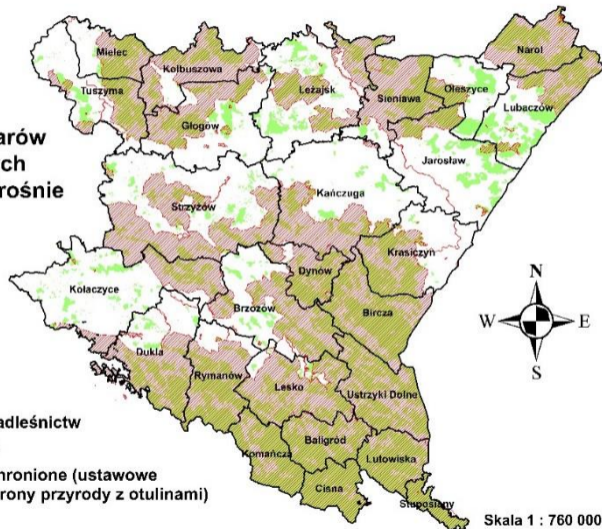 arów
ch
rośnie
Mielec
Kolbuszowa
Narol
Tuszyma
Leżajsk
Sieniawa
Oleszyce
Lubaczów
Głogów
Jarosław
Strzyżów
Kańczuga
Krasiczyn
Dynów
Kołaczyce
Brzozów
Bircza
N
W
E
S
Dukla
Rymanów
Lesko
Ustrzyki Dolne
Baligród
Komańcza
Lutowiska
Cisna
Stuposiany
adleśnictw
hronione (ustawowe
rony przyrody z otulinami)
Skala 1 : 760 000